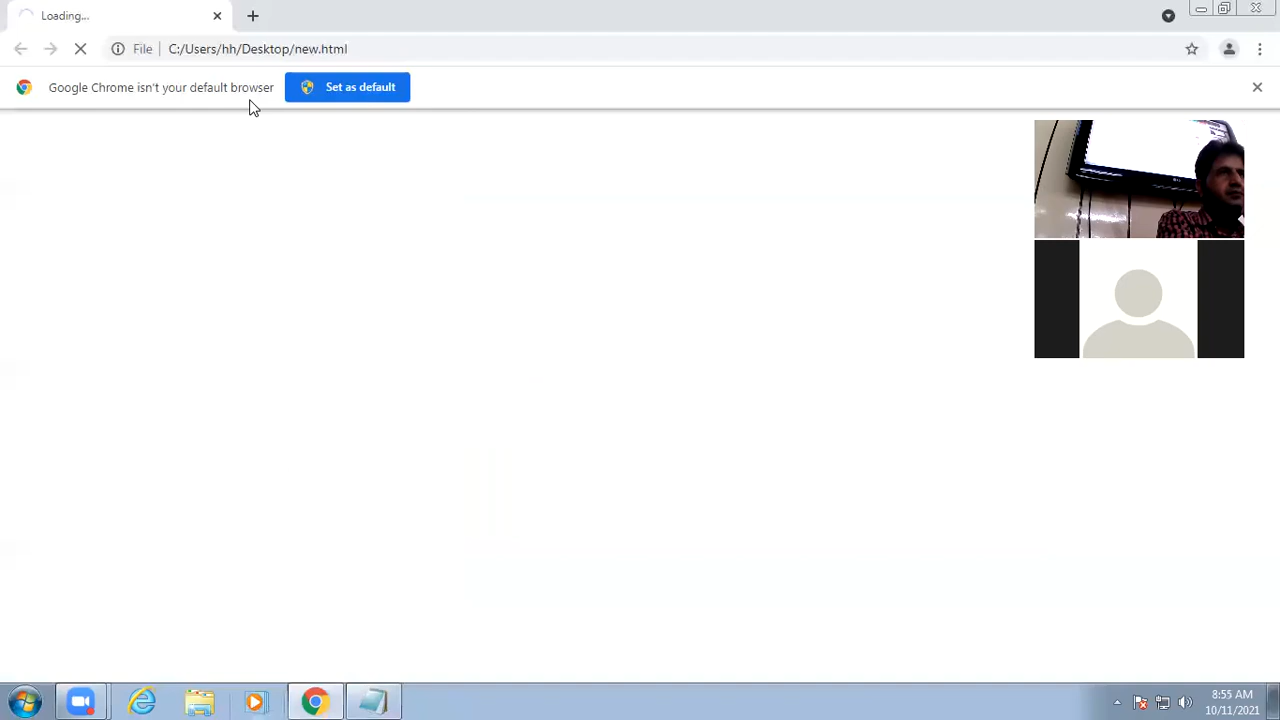 Loading...
File
C:/Users/hh/Desktop/new.html
Google Chrome isn't your default browser
Set as default
8:55 AM
10/11/2021